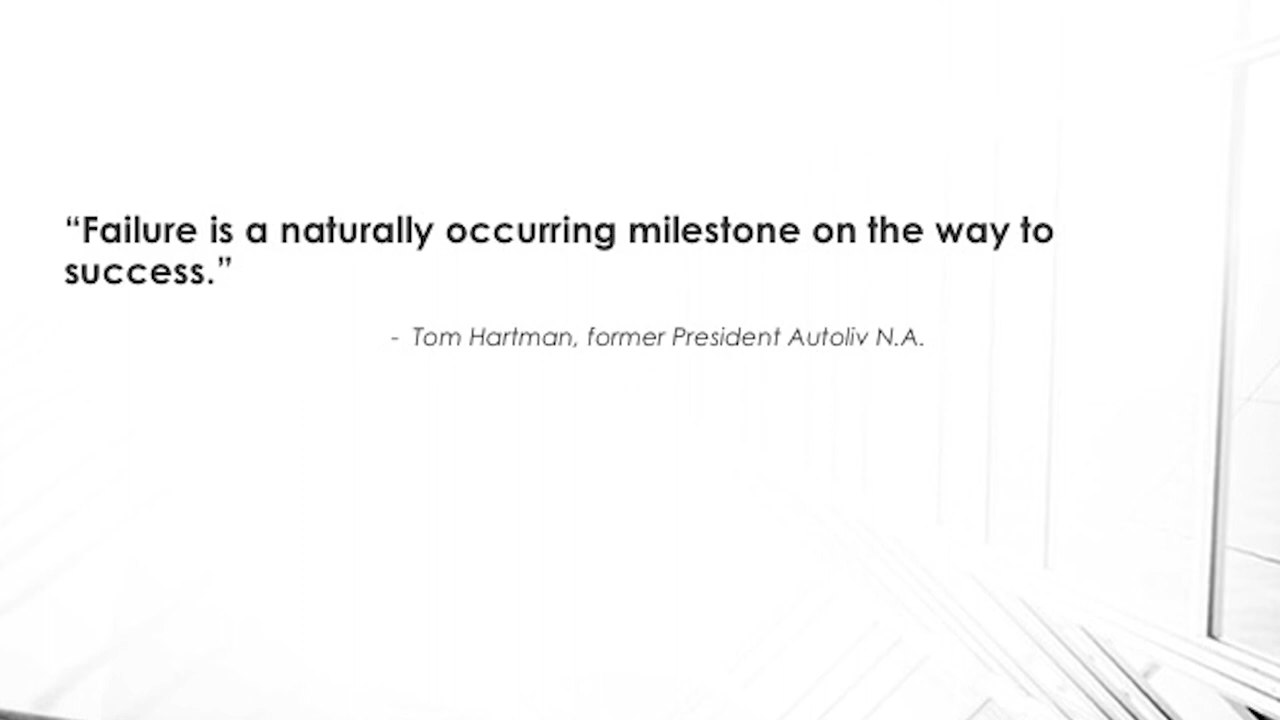 “Failure is a naturally occurring milestone on the way to
success.”
- Tom Hartman, former President Autoliv N.A.